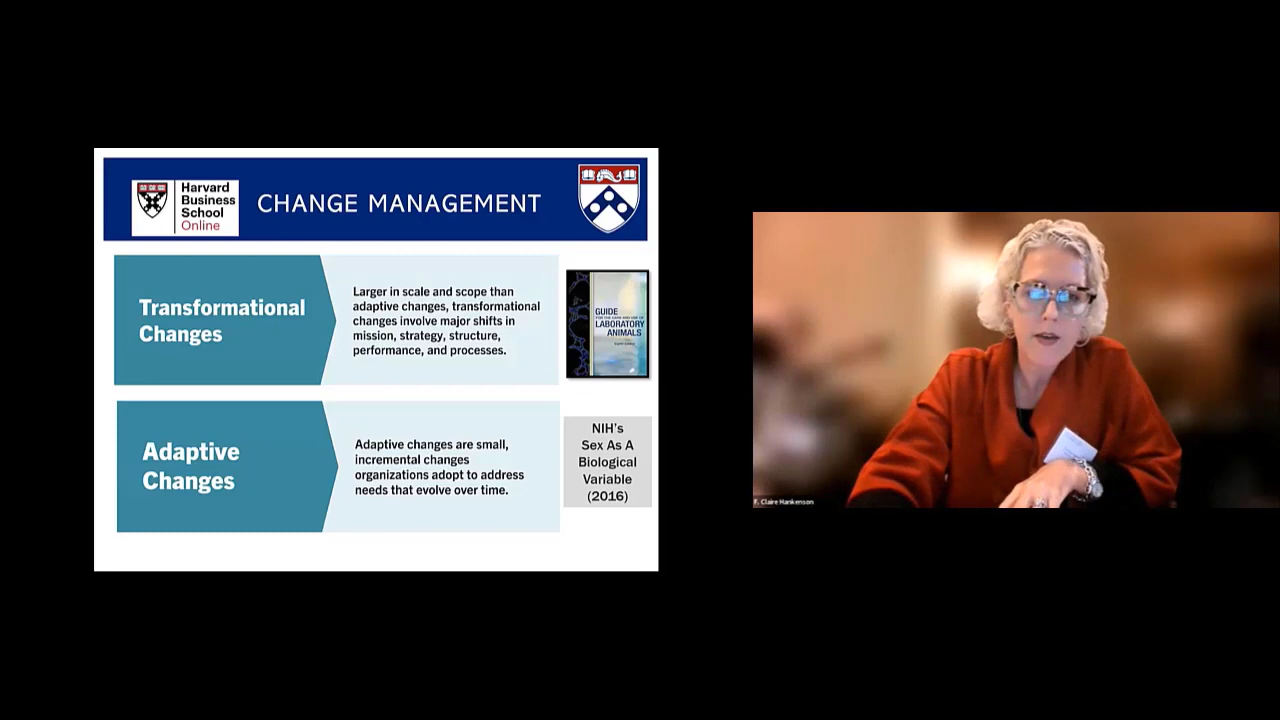 Harvard
Business
School
Online
CHANGE MANAGEMENT
Transformational
Changes
Larger in scale and scope than
adaptive changes, transformational
changes involve major shifts in
mission, strategy, structure,
performance, and processes.
GUIDE
FOR THE CARE AND USE OF
LABORATORY
ANIMALS
Adaptive
Changes
Adaptive changes are small,
incremental changes
organizations adopt to address
needs that evolve over time.
NIH's
Sex As A
Biological
Variable
(2016)
F. Claire Hankenson